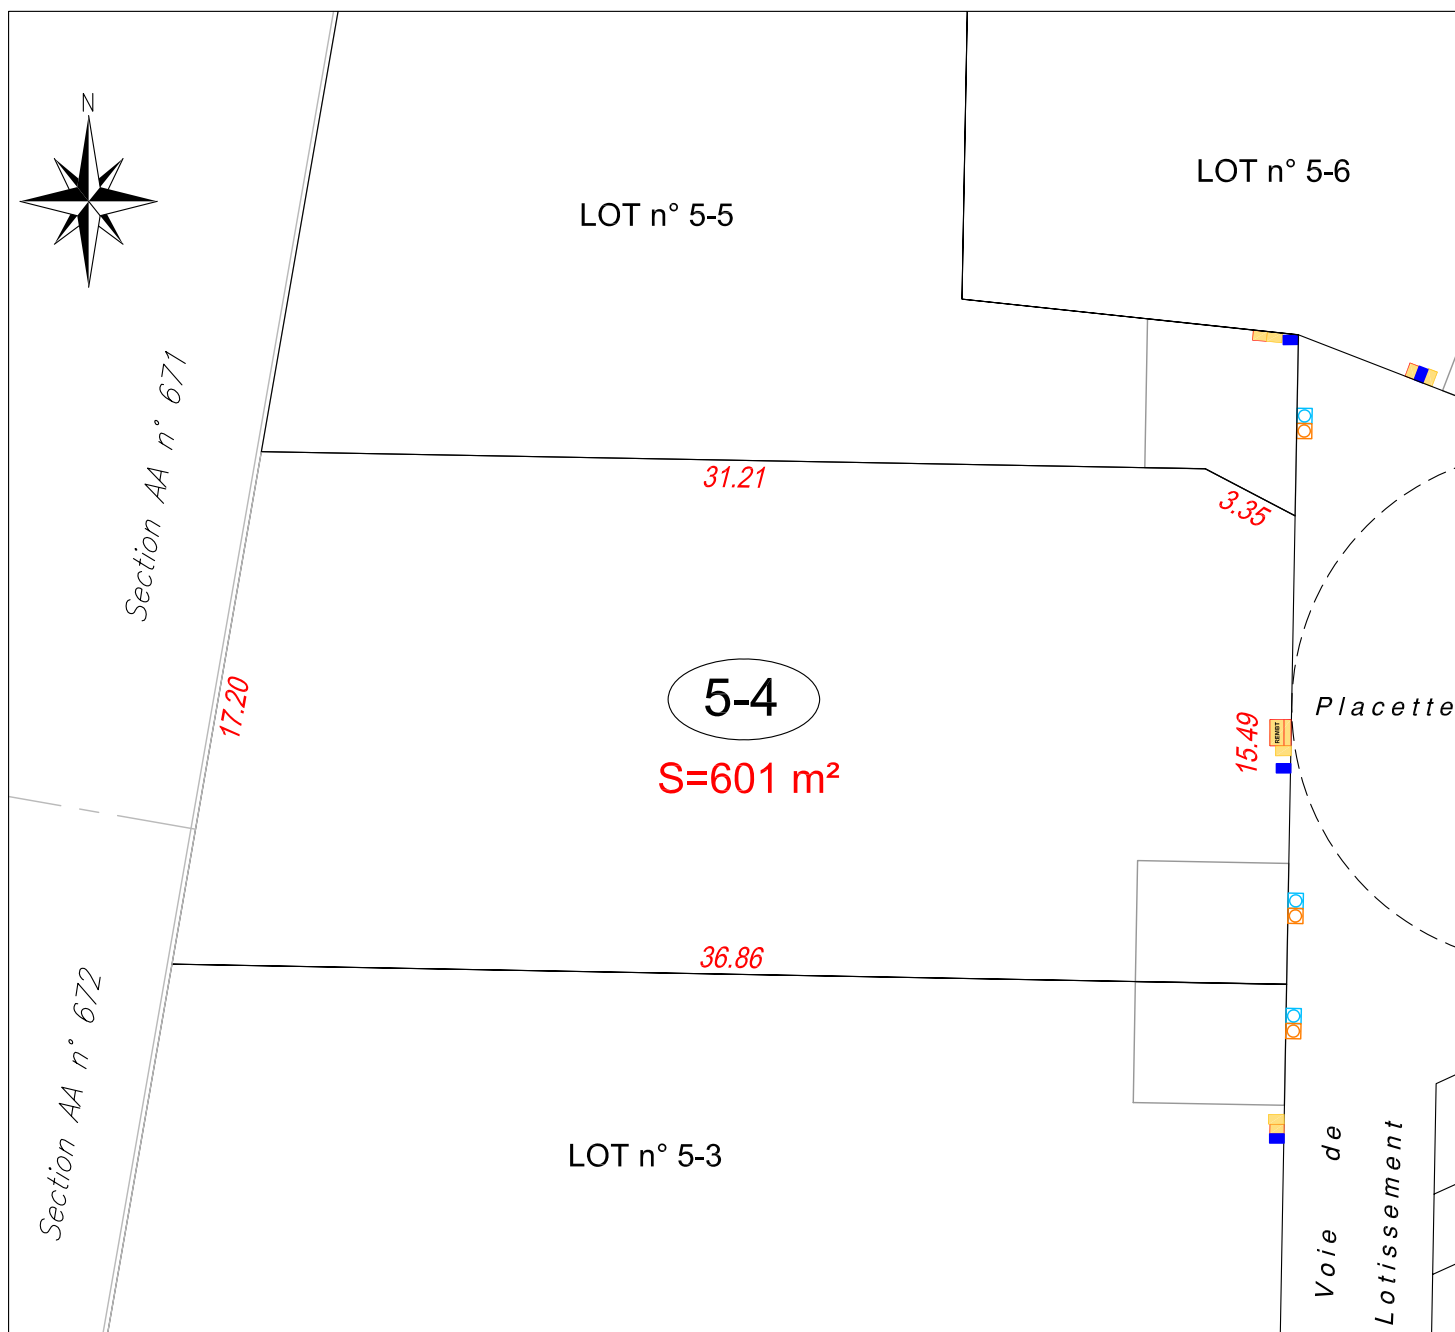 N
LOT n° 5-6
LOT n° 5-5
Section AA n° 671
31.21
3.35
5-4
17.20
Placette
15.49
REMBT
S=601 m²
36.86
Section AA n° 672
LOT n° 5-3
Voie de
Lotissement